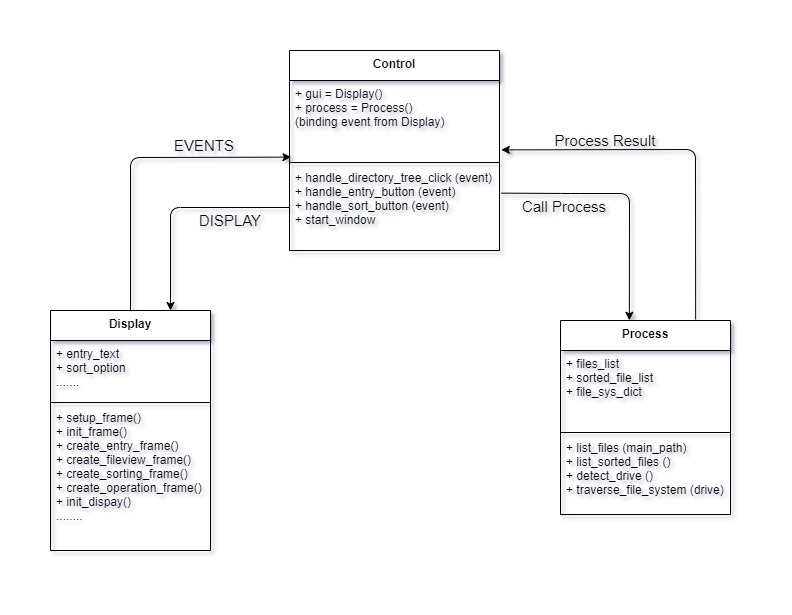 Control
+ gui = Display()
+ process = Process()
(binding event from Display)
+ handle_directory_tree_click (event)
+ handle_entry_button (event)
+ handle_sort_button (event)
+ start_window
EVENTS
DISPLAY
Process Result
Call Process
Display
+ entry_text
+ sort_option
.......
+ setup_frame()
+ init_frame()
+ create_entry_frame()
+ create_fileview_frame()
+ create_sorting_frame()
+ create_operation_frame()
+ init_dispay()
........
Process
+ files_list
+ sorted_file_list
+ file_sys_dict
+ list_files (main_path)
+ list_sorted_files ()
+ detect_drive ()
+ traverse_file_system (drive)